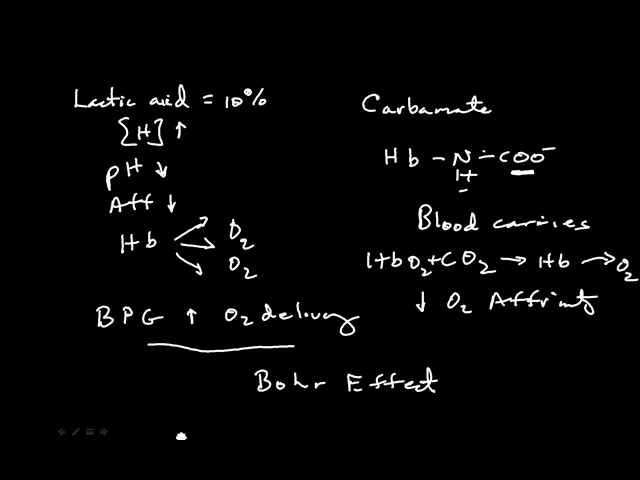 Lactic acid = 10%
[H] ↑
pH ↓
Aff ↓
Hb → O2
O2
BPG ↑ O2 delivery
Carbamate
Hb - N - COO⁻
H
Blood carries
HbO2 + CO2 → Hb → O2
↓ O2 Affinity
Bohr Effect